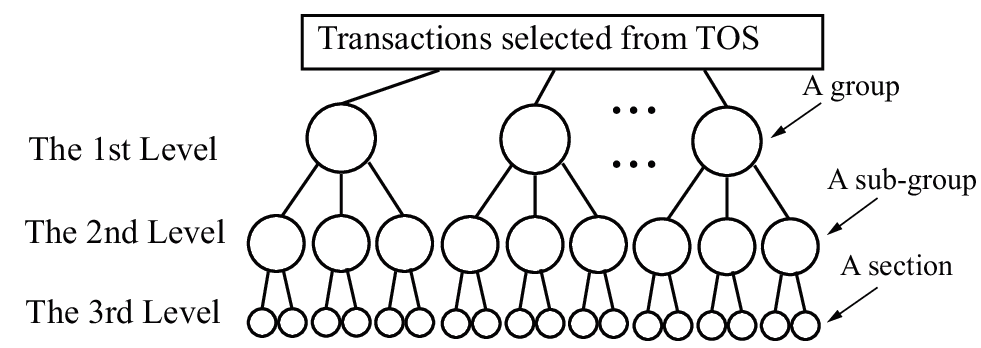 Transactions selected from TOS
A group
The 1st Level
A sub-group
The 2nd Level
A section
The 3rd Level